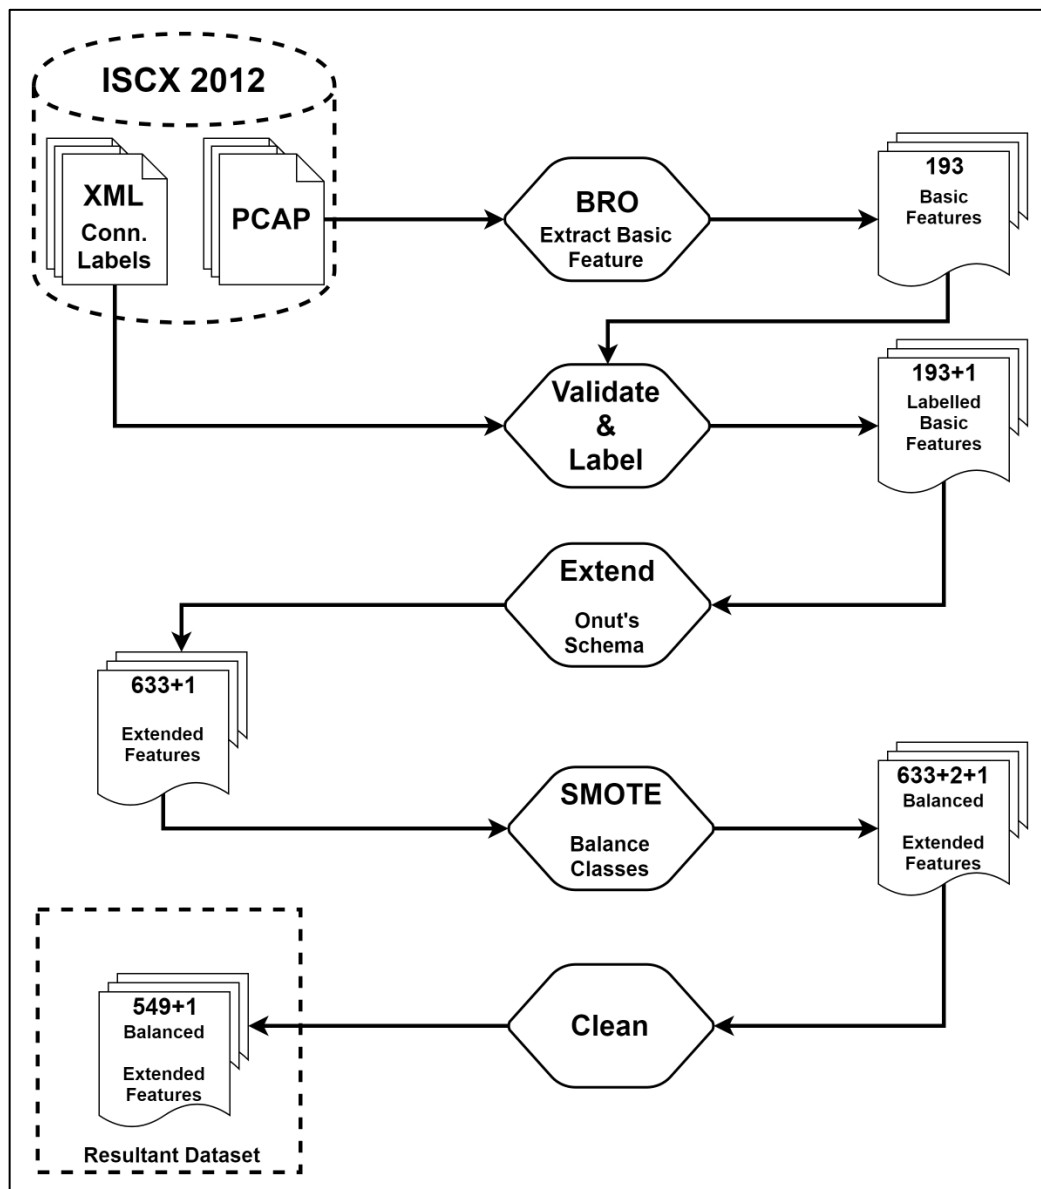 ISCX 2012
XML
Conn.
Labels
PCAP
BRO
Extract Basic
Feature
193
Basic
Features
Validate
&
Label
193+1
Labelled
Basic
Features
Extend
Onut's
Schema
633+1
Extended
Features
SMOTE
Balance
Classes
633+2+1
Balanced
Extended
Features
Clean
549+1
Balanced
Extended
Features
Resultant Dataset